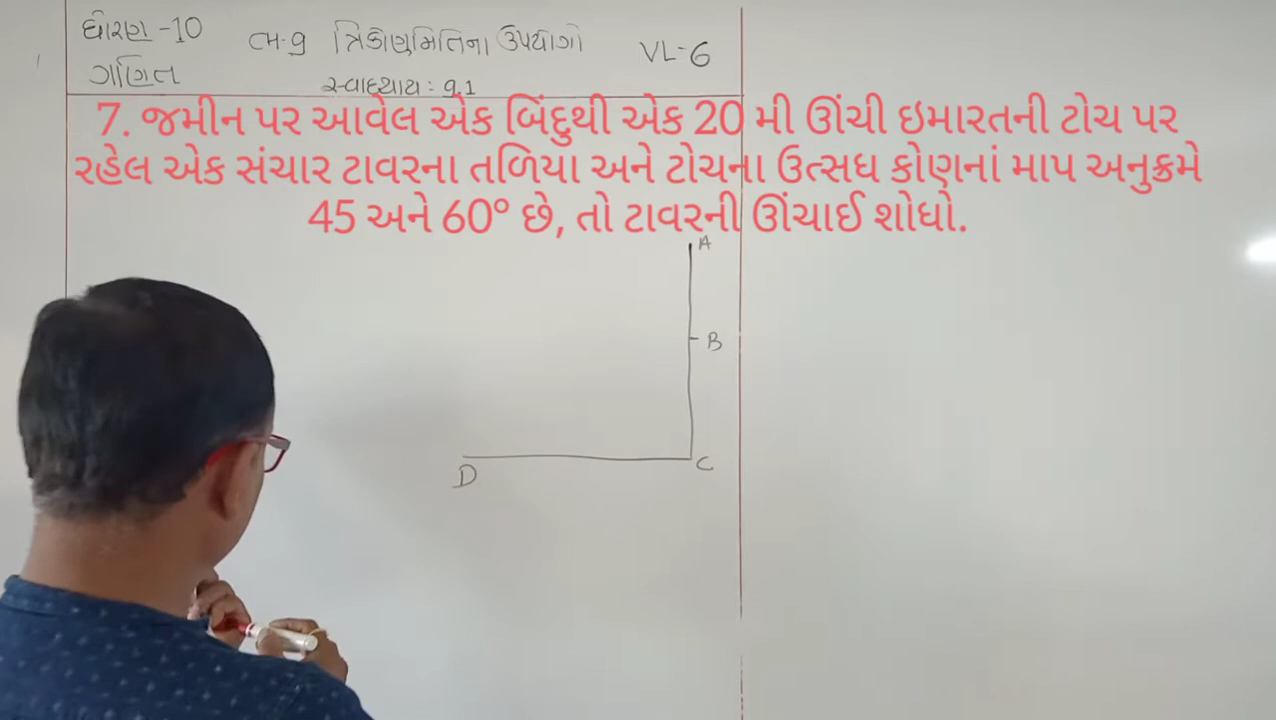 ધોરણ -10
ગણિત
પ્ર-9 ત્રિકોણમિતિના ઉપયોગો
સ્વાધ્યાય : 9.1
VL-6
7. જમીન પર આવેલ એક બિંદુથી એક 20 મી ઊંચી ઇમારતની ટોચ પર
રહેલ એક સંચાર ટાવરના તળિયા અને ટોચના ઉત્સધ કોણનાં માપ અનુક્રમે
45 અને 60° છે, તો ટાવરની ઊંચાઈ શોધો.
A
B
C
D